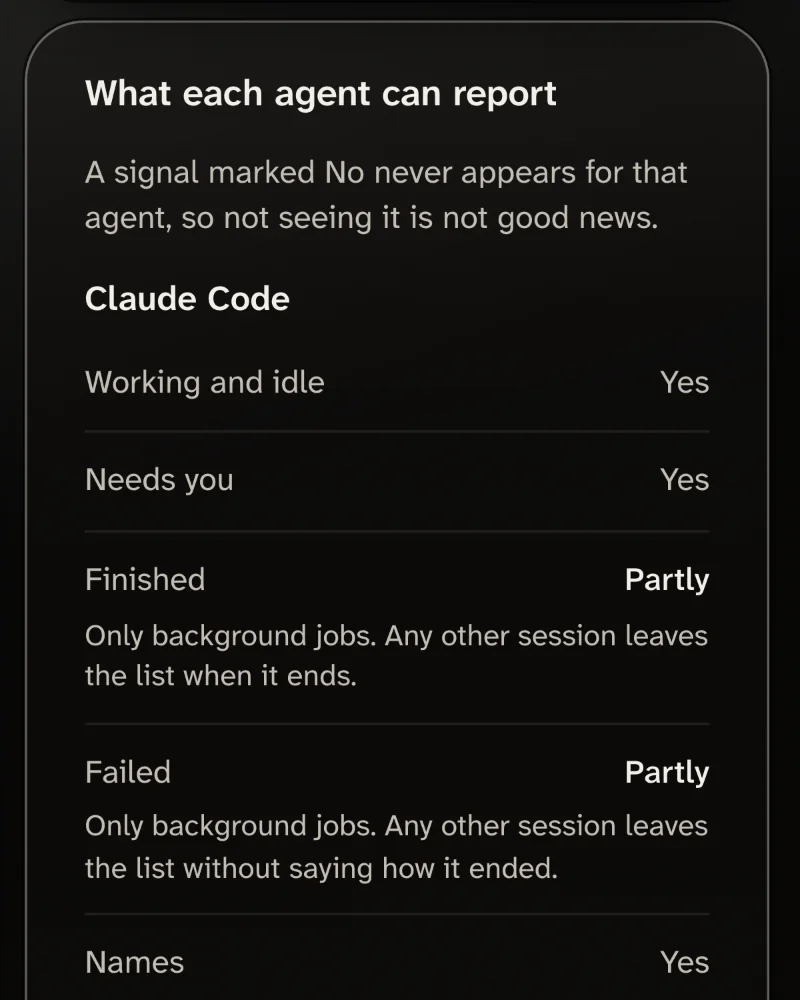 What each agent can report
A signal marked No never appears for that
agent, so not seeing it is not good news.
Claude Code
Working and idle Yes
Needs you Yes
Finished Partly
Only background jobs. Any other session leaves
the list when it ends.
Failed Partly
Only background jobs. Any other session leaves
the list without saying how it ended.
Names Yes